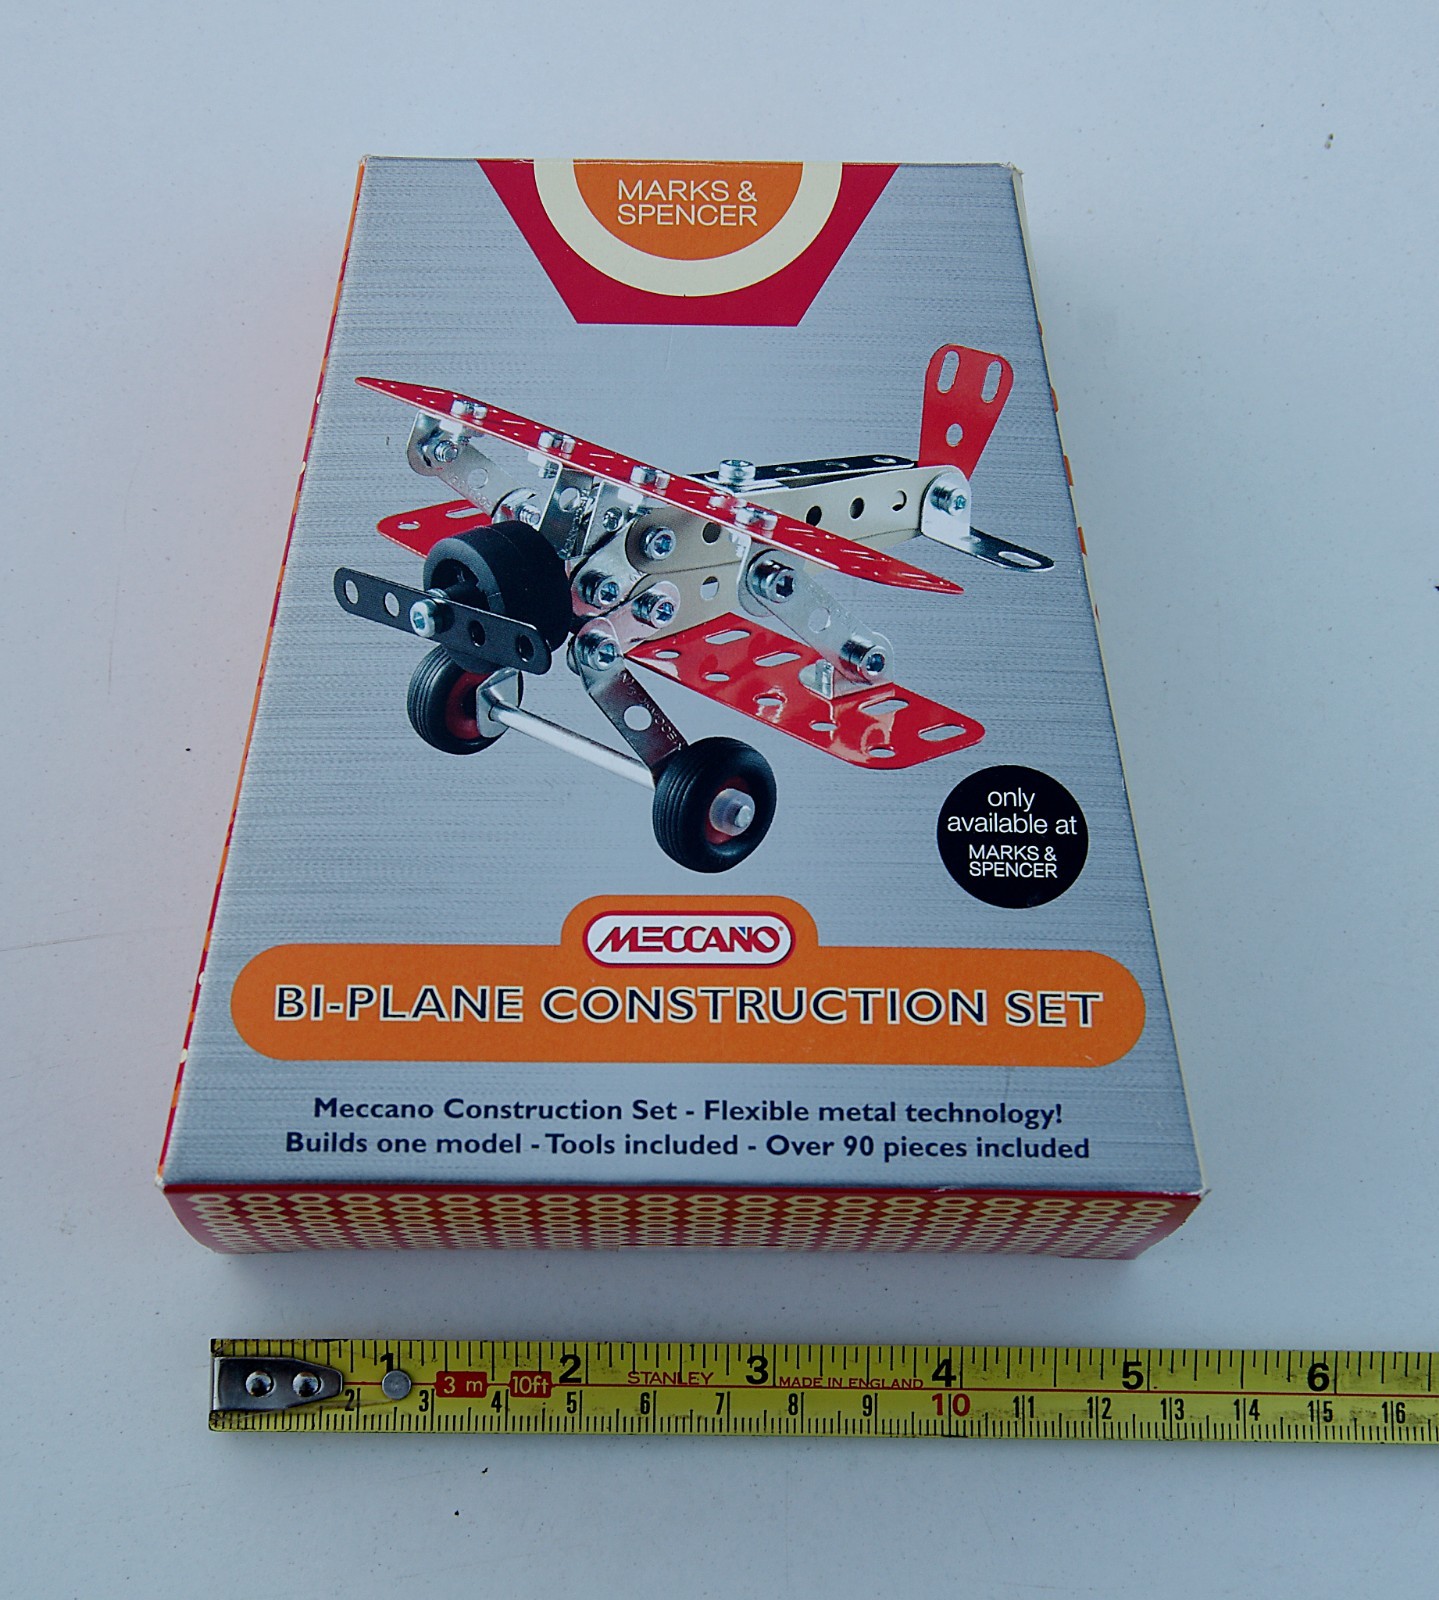 MARKS &
SPENCER
only
available at
MARKS &
SPENCER
MECCANO
BI-PLANE CONSTRUCTION SET
Meccano Construction Set - Flexible metal technology!
Builds one model - Tools included - Over 90 pieces included
1 2 3 4 5 6
3 m 10ft STANLEY MADE IN ENGLAND
2 3 4 5 6 7 8 9 10 11 12 13 14 15 16